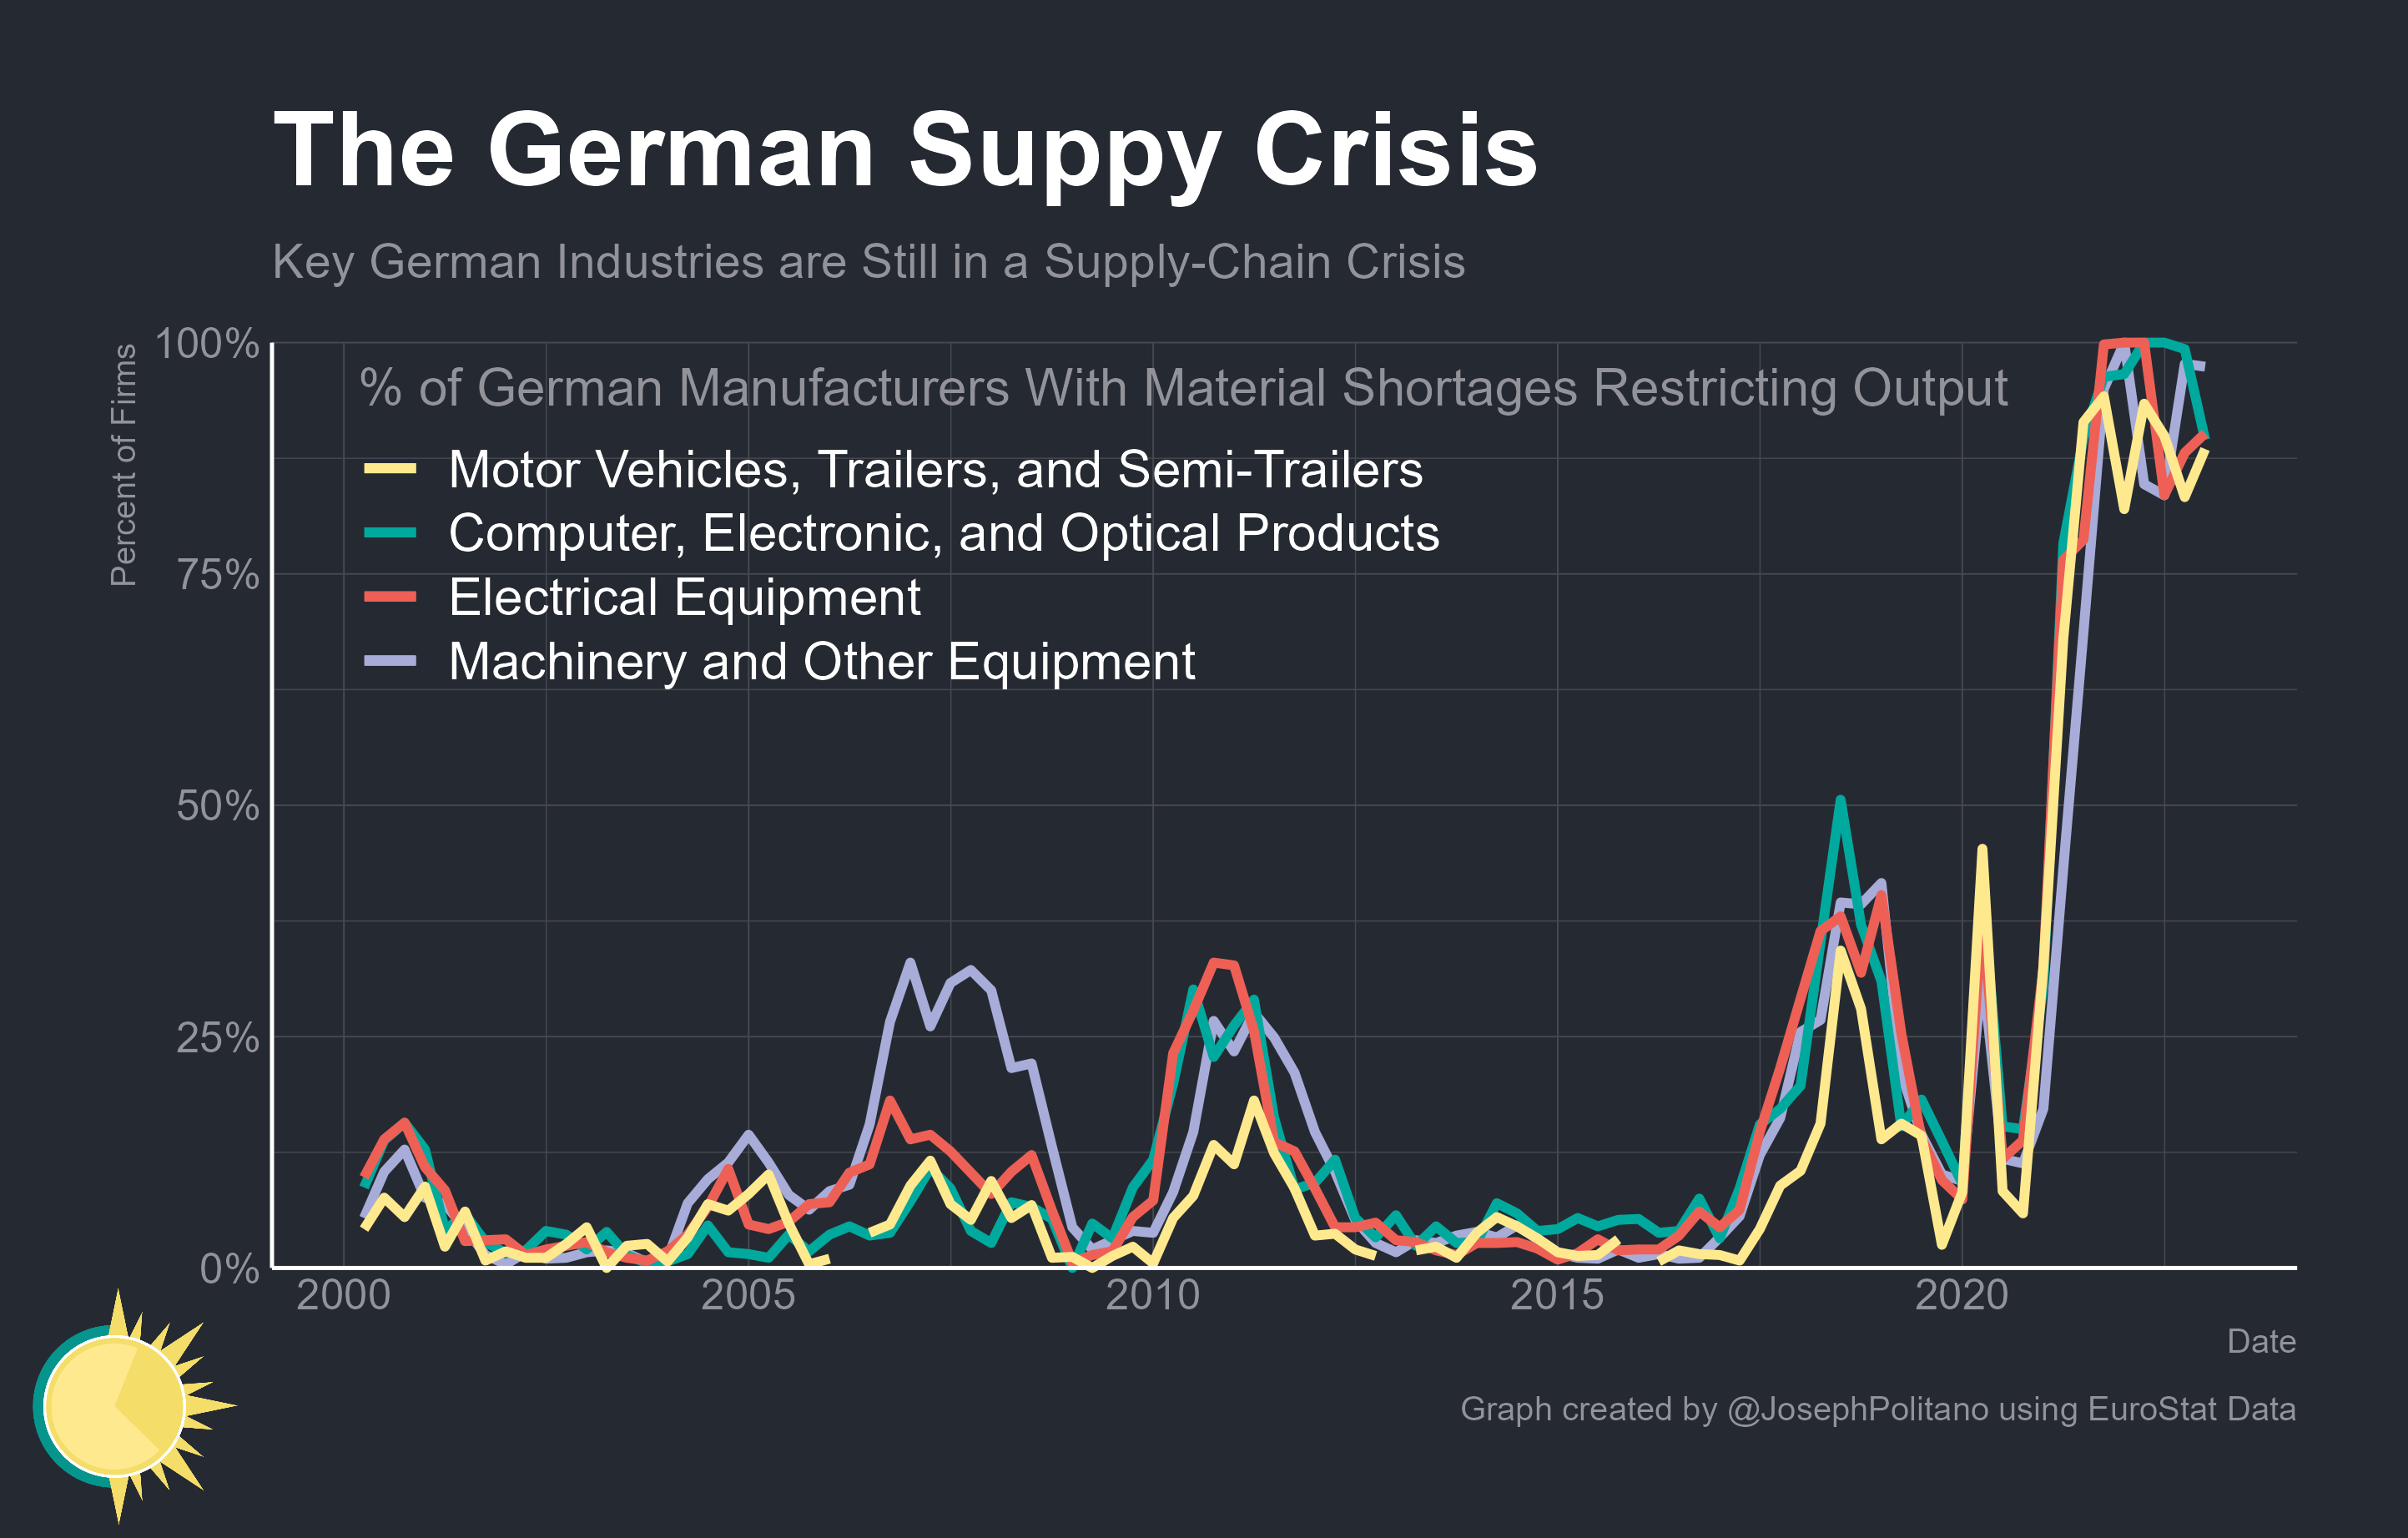 The German Suppy Crisis
Key German Industries are Still in a Supply-Chain Crisis
Percent of Firms
100%
75%
50%
25%
0%
% of German Manufacturers With Material Shortages Restricting Output
Motor Vehicles, Trailers, and Semi-Trailers
Computer, Electronic, and Optical Products
Electrical Equipment
Machinery and Other Equipment
2000 2005 2010 2015 2020
Date
Graph created by @JosephPolitano using EuroStat Data